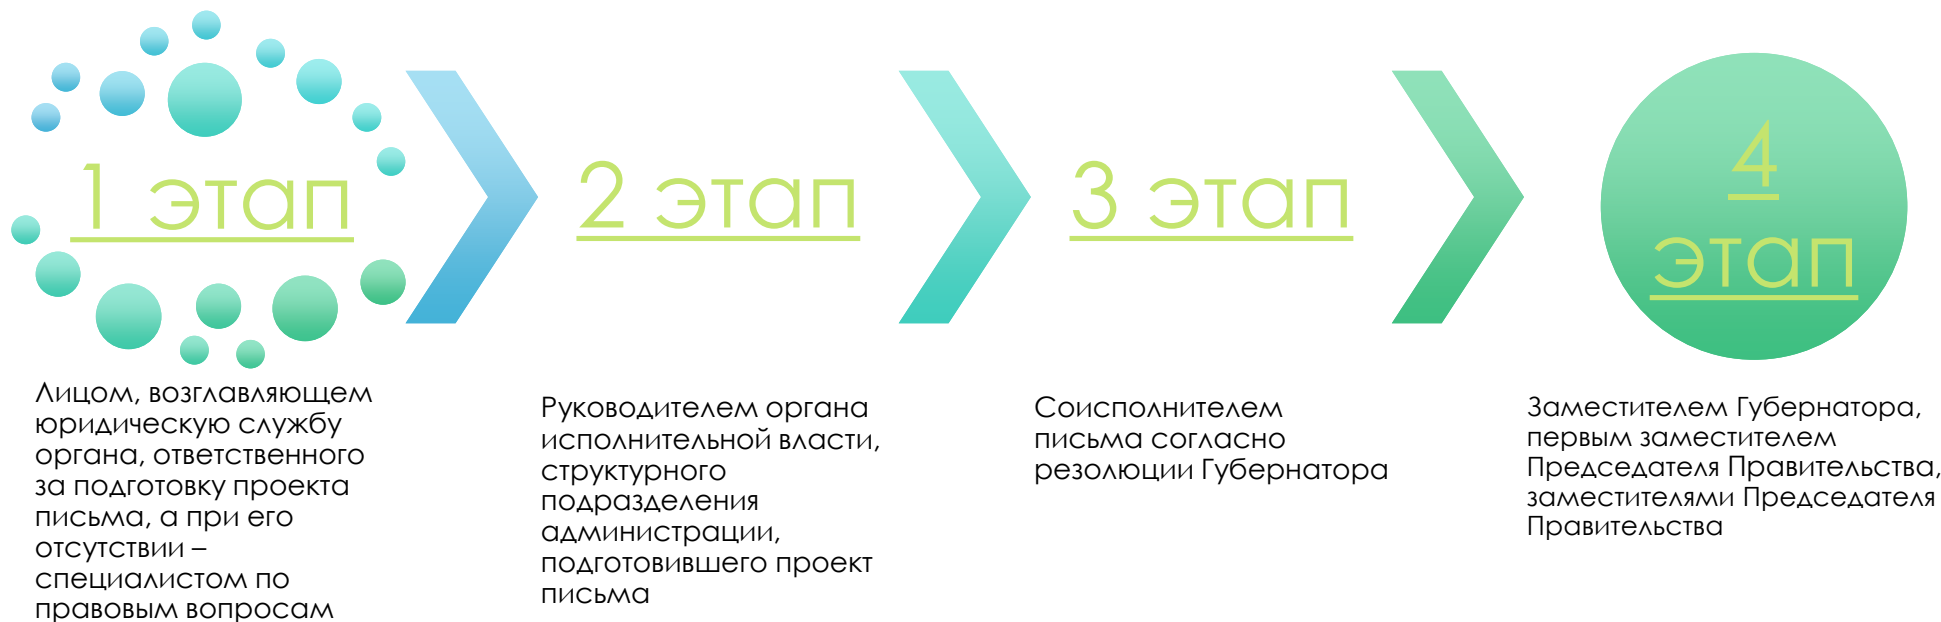 1 этап
Лицом, возглавляющем
юридическую службу
органа, ответственного
за подготовку проекта
письма, а при его
отсутствии –
специалистом по
правовым вопросам
2 этап
Руководителем органа
исполнительной власти,
структурного
подразделения
администрации,
подготовившего проект
письма
3 этап
Соисполнителем
письма согласно
резолюции Губернатора
4
этап
Заместителем Губернатора,
первым заместителем
Председателя Правительства,
заместителями Председателя
Правительства